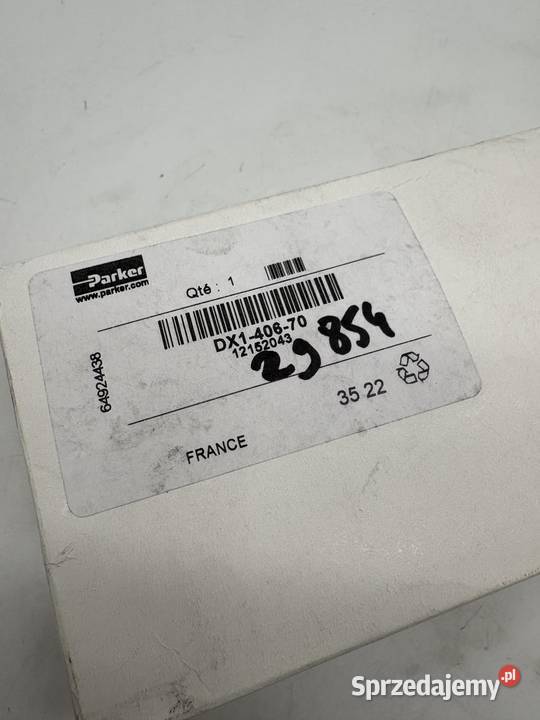 Parker
www.parker.com
Qté : 1
DX1-406-70
12152043
29854
64924438
35 22
FRANCE
Sprzedajemy.pl